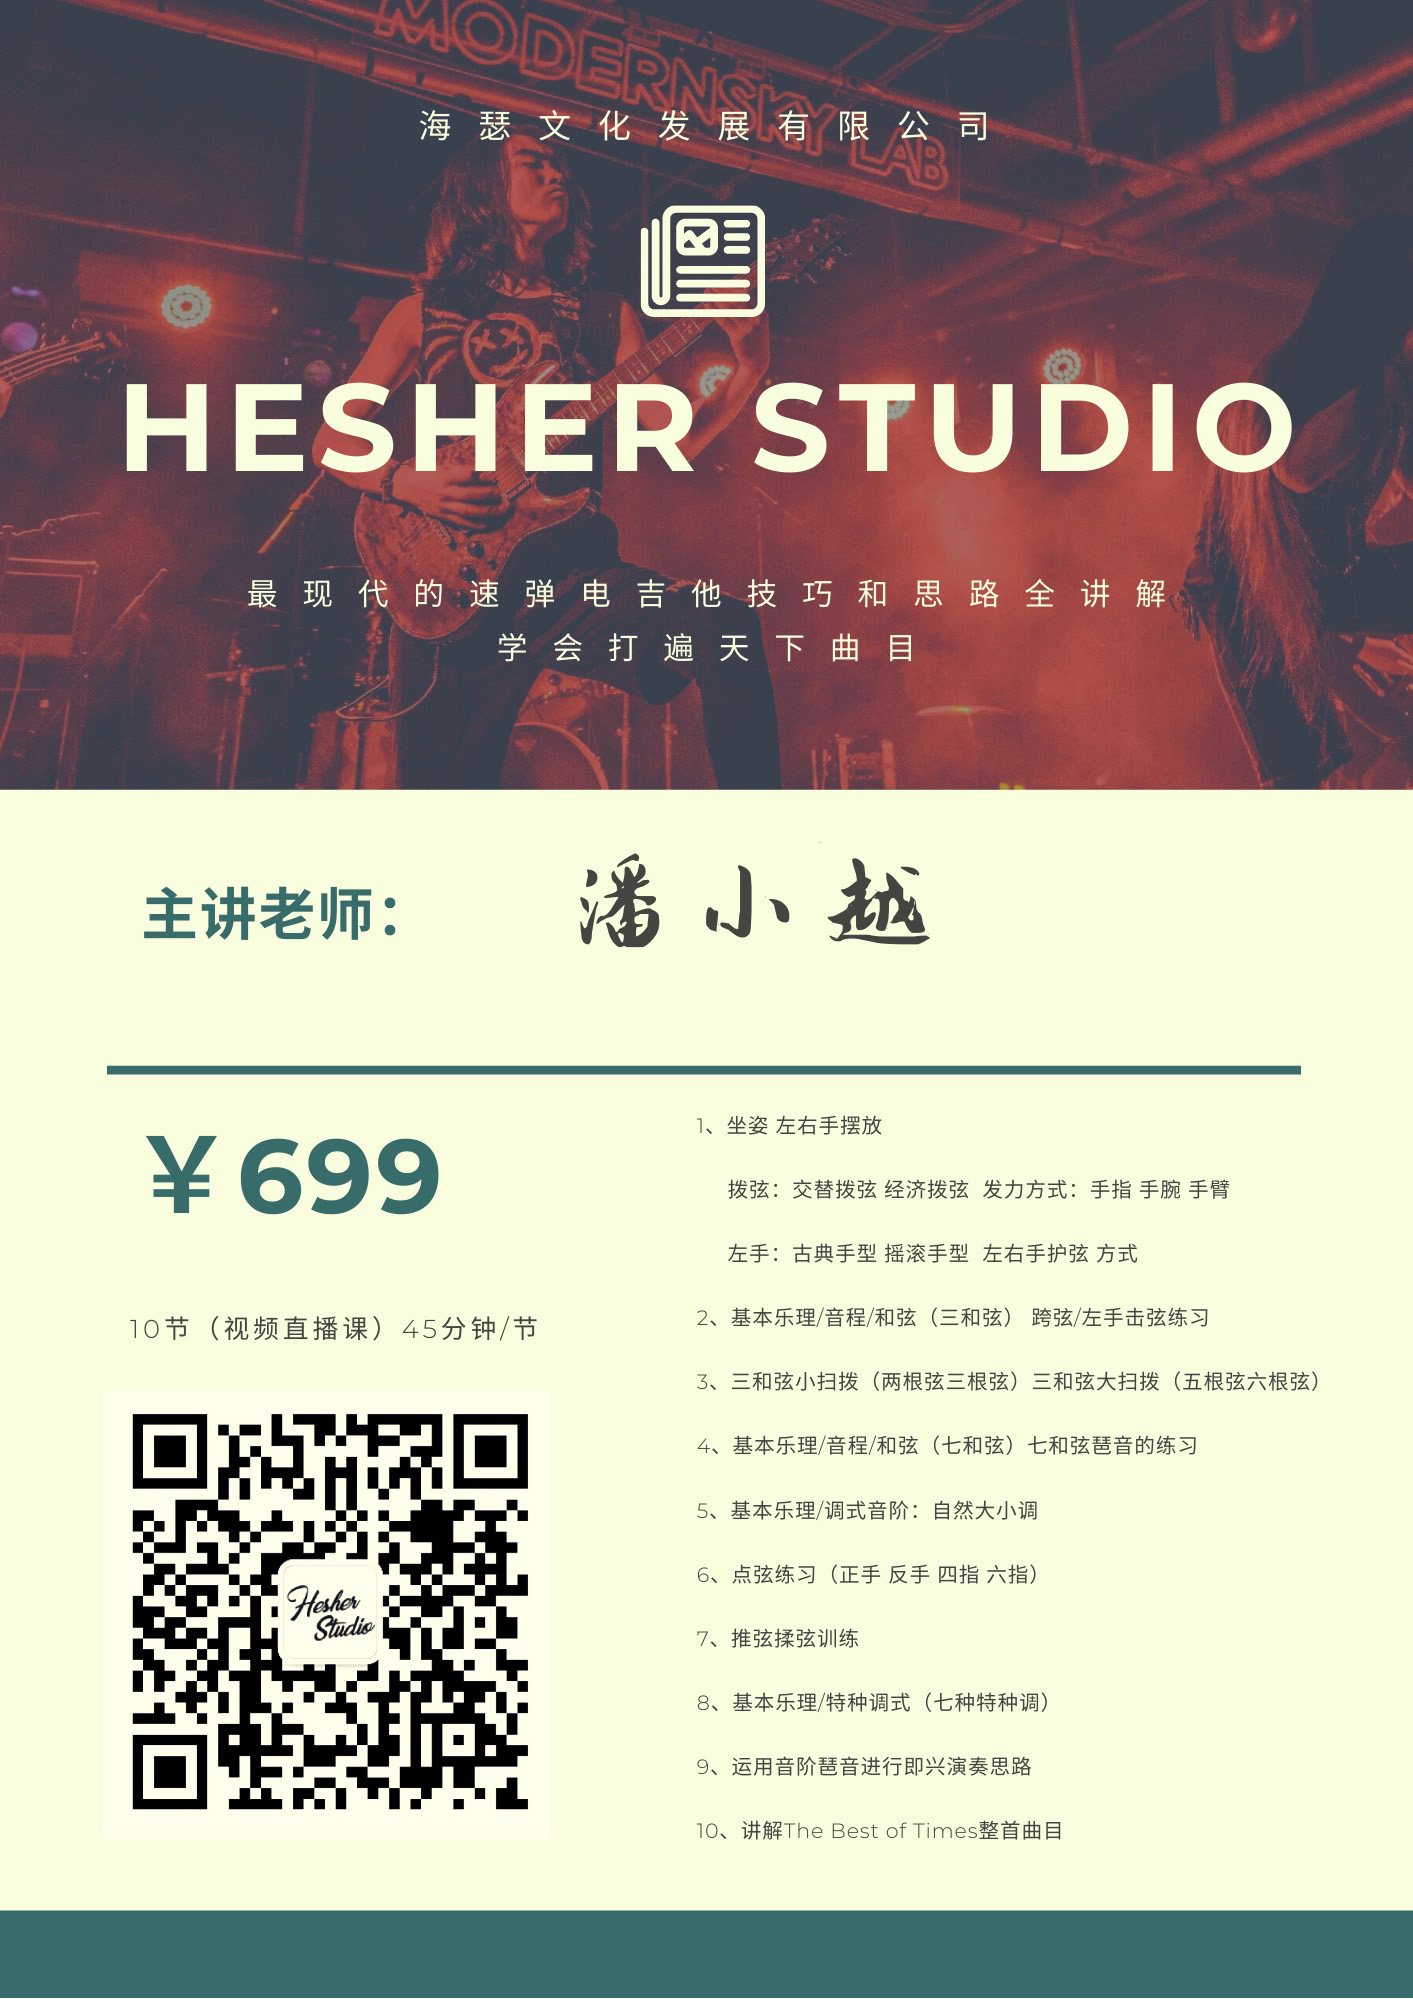 MODERNSKY LAB
海瑟文化发展有限公司
HESHER STUDIO
最现代的速弹电吉他技巧和思路全讲解
学会打遍天下曲目
主讲老师：
潘小越
￥699
10节（视频直播课）45分钟/节
Hesher
Studio
1、坐姿 左右手摆放
拨弦：交替拨弦 经济拨弦 发力方式：手指 手腕 手臂
左手：古典手型 摇滚手型 左右手护弦 方式
2、基本乐理/音程/和弦（三和弦） 跨弦/左手击弦练习
3、三和弦小扫拨（两根弦三根弦）三和弦大扫拨（五根弦六根弦）
4、基本乐理/音程/和弦（七和弦）七和弦琶音的练习
5、基本乐理/调式音阶：自然大小调
6、点弦练习（正手 反手 四指 六指）
7、推弦揉弦训练
8、基本乐理/特种调式（七种特种调）
9、运用音阶琶音进行即兴演奏思路
10、讲解The Best of Times整首曲目